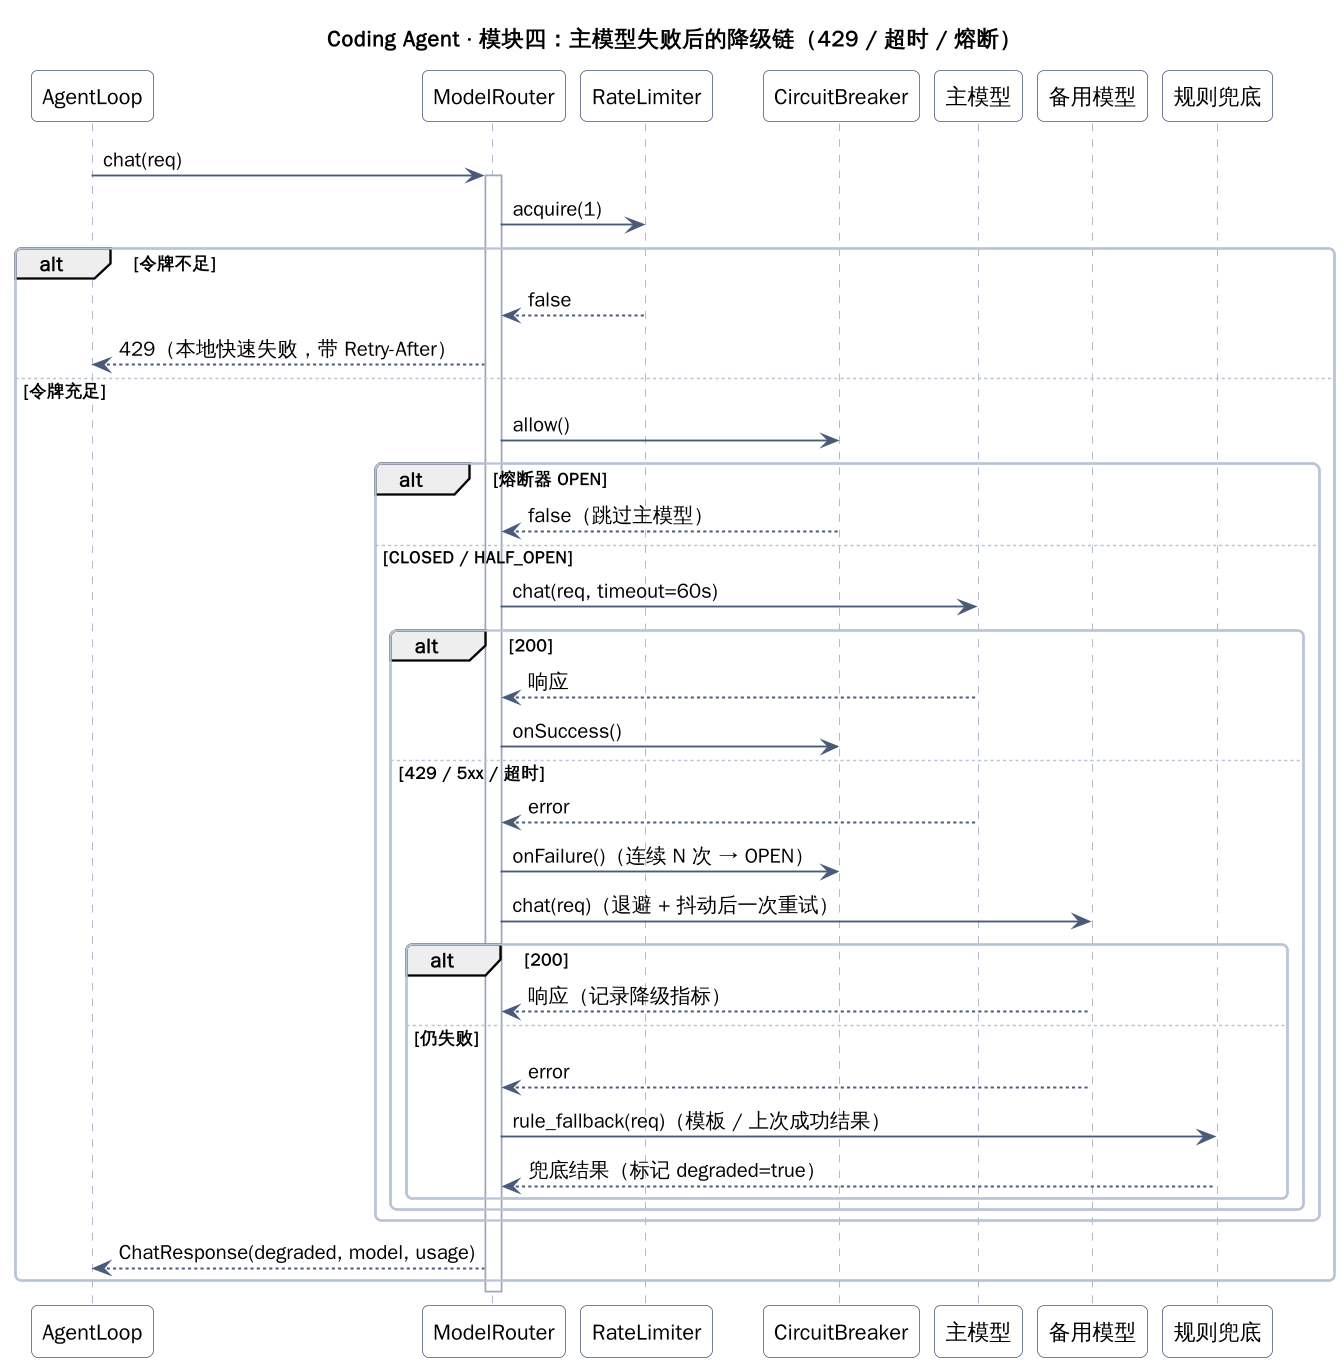 Coding Agent · 模块四：主模型失败后的降级链（429 / 超时 / 熔断）
AgentLoop ModelRouter RateLimiter CircuitBreaker 主模型 备用模型 规则兜底
chat(req)
acquire(1)
alt [令牌不足]
false
429（本地快速失败，带 Retry-After）
[令牌充足]
allow()
alt [熔断器 OPEN]
false（跳过主模型）
[CLOSED / HALF_OPEN]
chat(req, timeout=60s)
alt [200]
响应
onSuccess()
[429 / 5xx / 超时]
error
onFailure()（连续 N 次 → OPEN）
chat(req)（退避 + 抖动后一次重试）
alt [200]
响应（记录降级指标）
[仍失败]
error
rule_fallback(req)（模板 / 上次成功结果）
兜底结果（标记 degraded=true）
ChatResponse(degraded, model, usage)
AgentLoop ModelRouter RateLimiter CircuitBreaker 主模型 备用模型 规则兜底